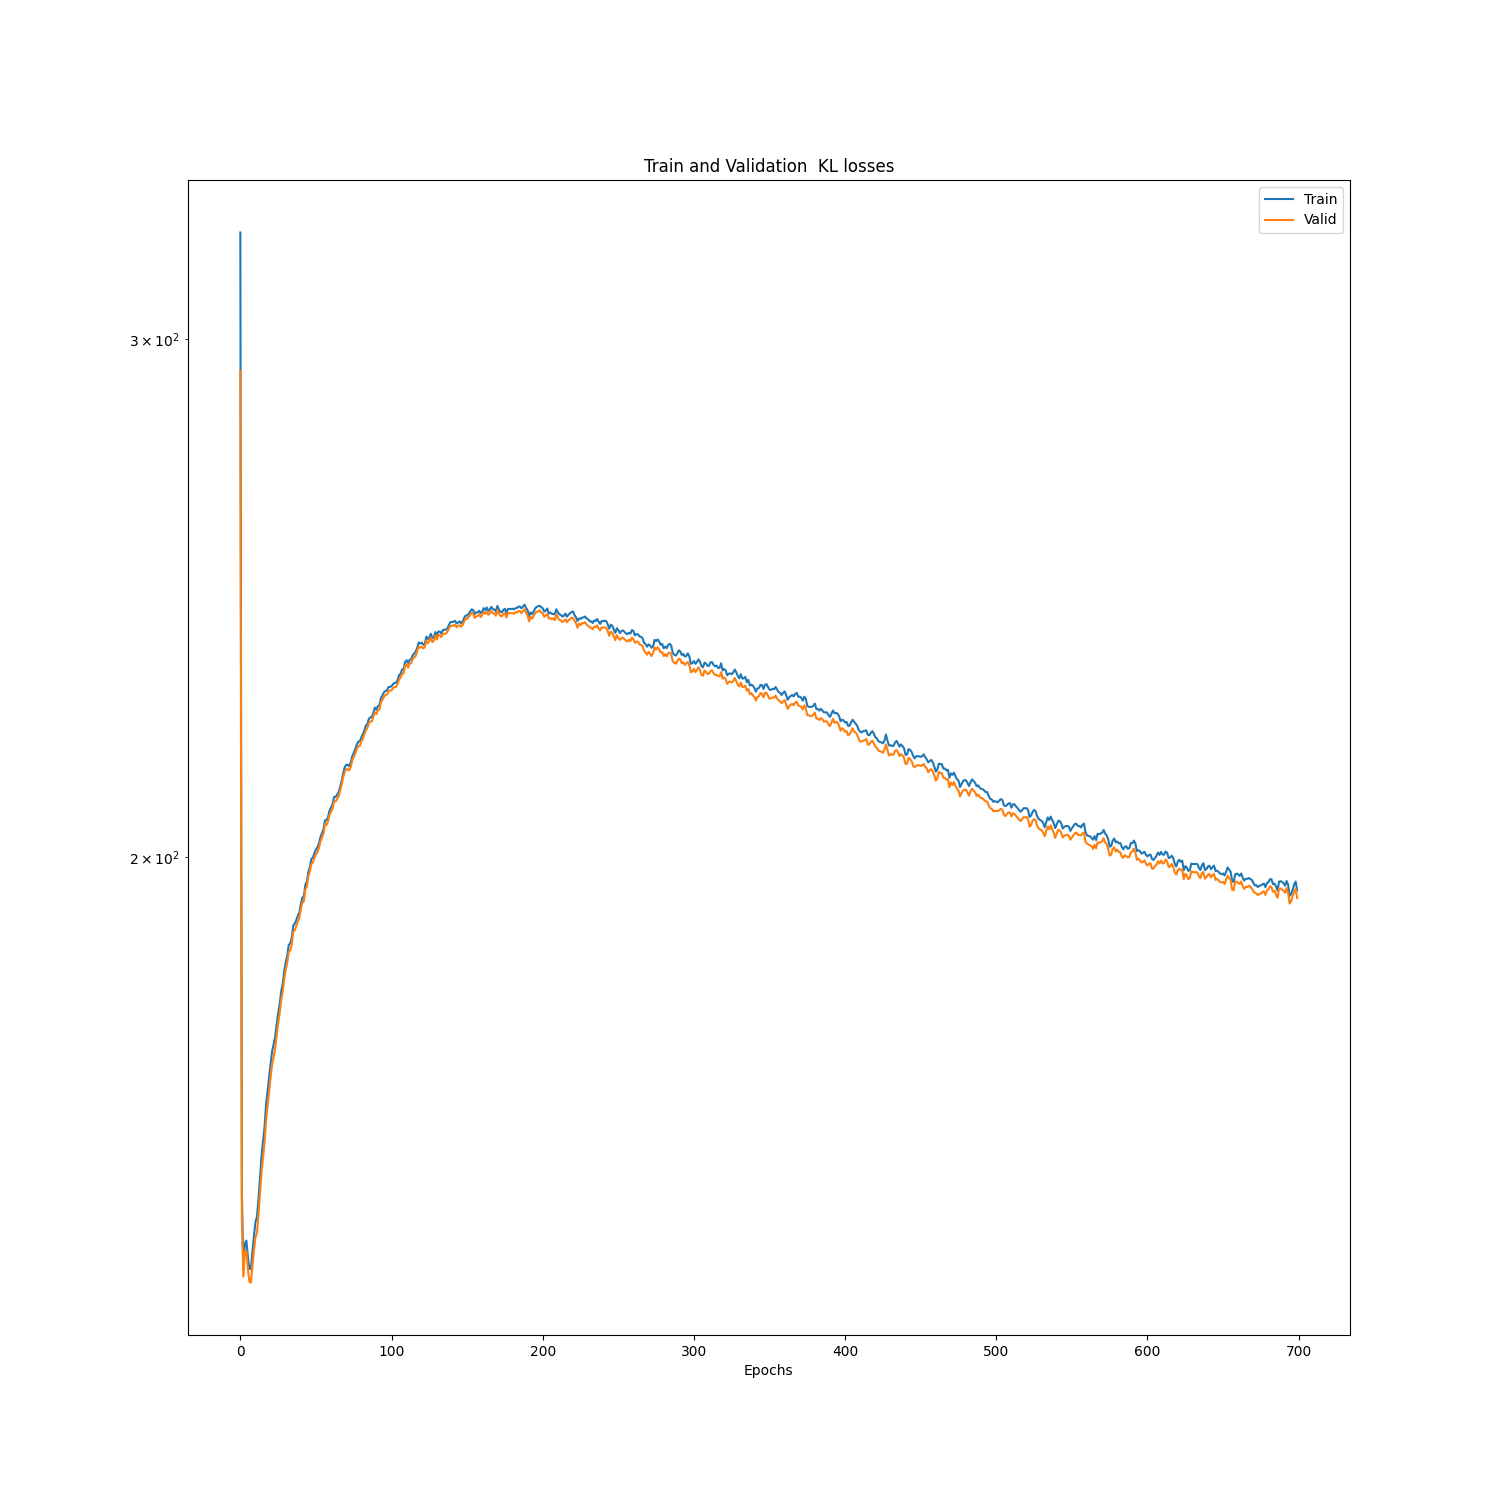 Train and Validation  KL losses
Train
Valid
3 × 10²
2 × 10²
0 100 200 300 400 500 600 700
Epochs